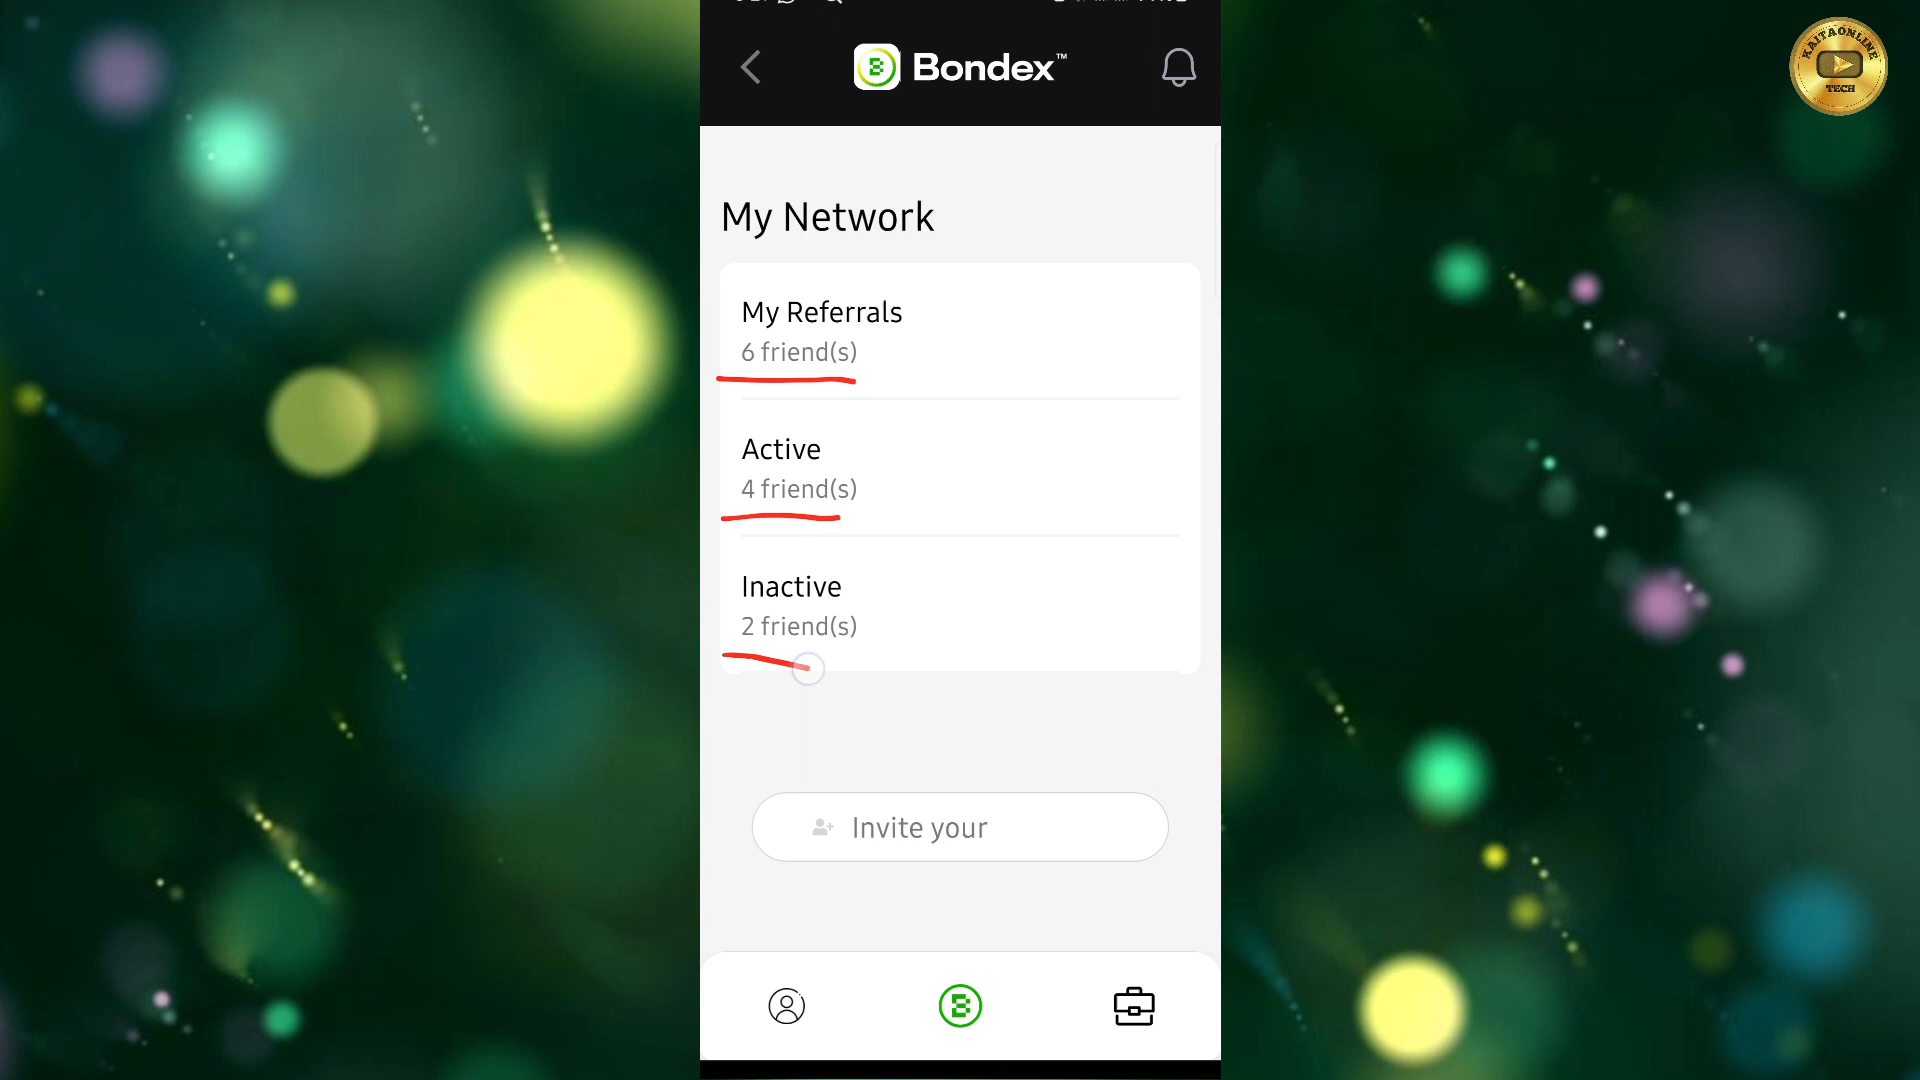 Bondex™
KAITAONLINE
TECH
My Network
My Referrals
6 friend(s)
Active
4 friend(s)
Inactive
2 friend(s)
Invite your